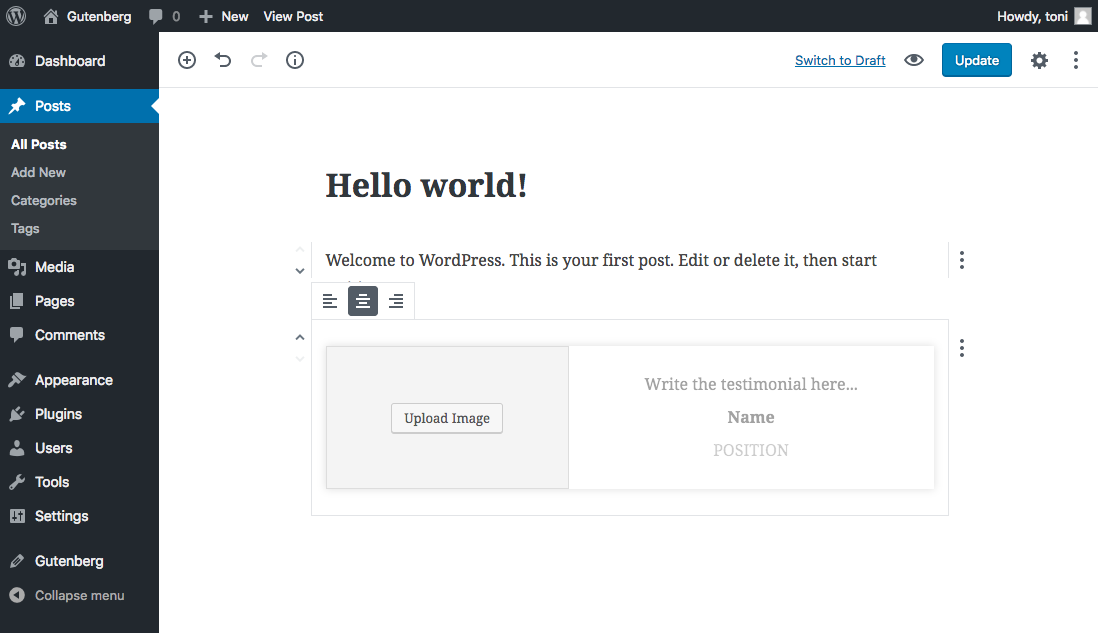 Gutenberg 0 New View Post Howdy, toni
Dashboard
Posts
All Posts
Add New
Categories
Tags
Media
Pages
Comments
Appearance
Plugins
Users
Tools
Settings
Gutenberg
Collapse menu
Switch to Draft Update
Hello world!
Welcome to WordPress. This is your first post. Edit or delete it, then start
Upload Image
Write the testimonial here...
Name
POSITION